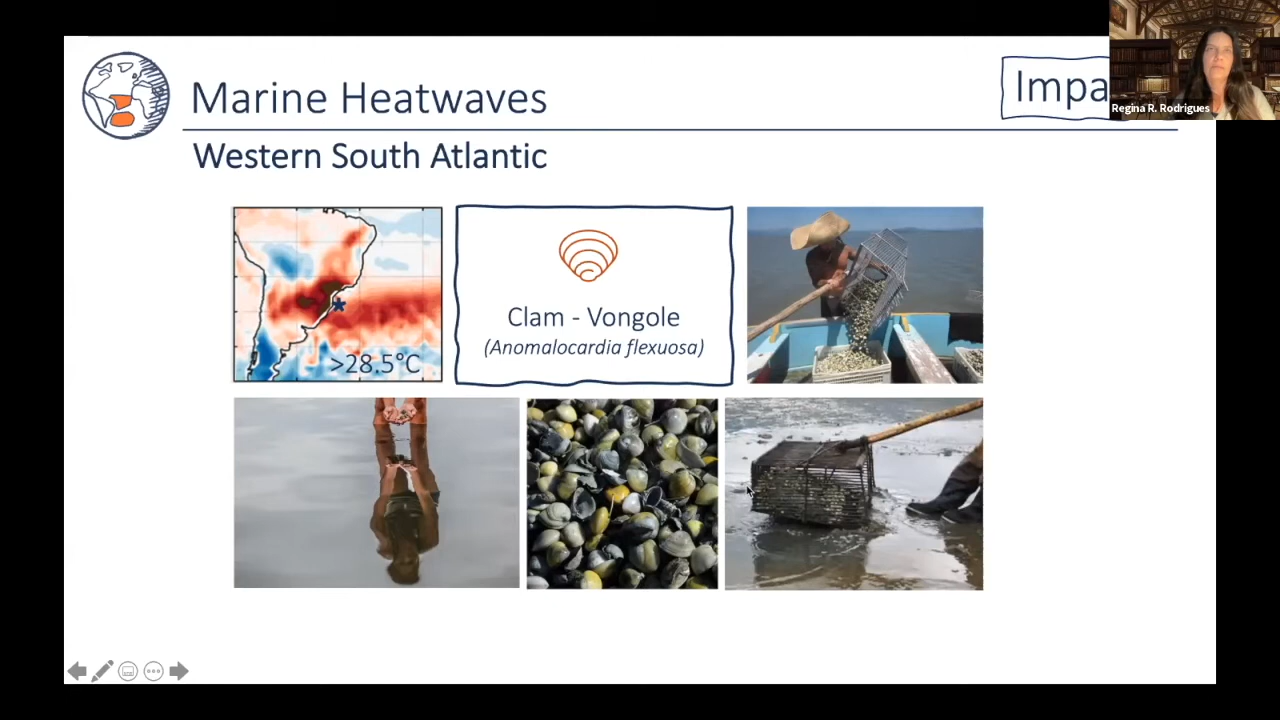 Marine Heatwaves
Impa
Regina R. Rodrigues
Western South Atlantic
>28.5°C
Clam - Vongole
(Anomalocardia flexuosa)